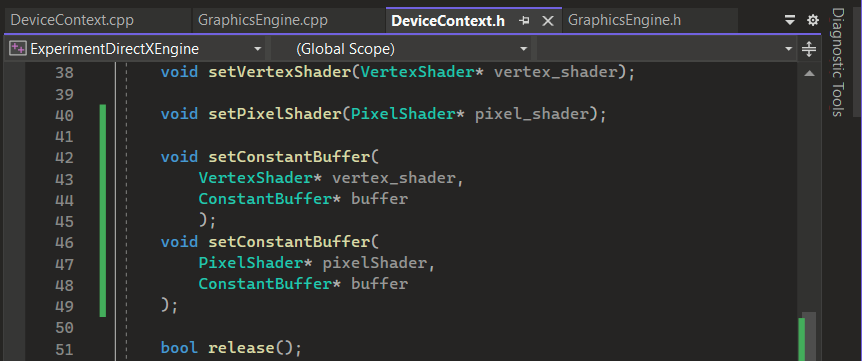 DeviceContext.cpp GraphicsEngine.cpp DeviceContext.h GraphicsEngine.h
ExperimentDirectXEngine (Global Scope)
38 void setVertexShader(VertexShader* vertex_shader);
39
40 void setPixelShader(PixelShader* pixel_shader);
41
42 void setConstantBuffer(
43 VertexShader* vertex_shader,
44 ConstantBuffer* buffer
45 );
46 void setConstantBuffer(
47 PixelShader* pixelShader,
48 ConstantBuffer* buffer
49 );
50
51 bool release();
Diagnostic Tools